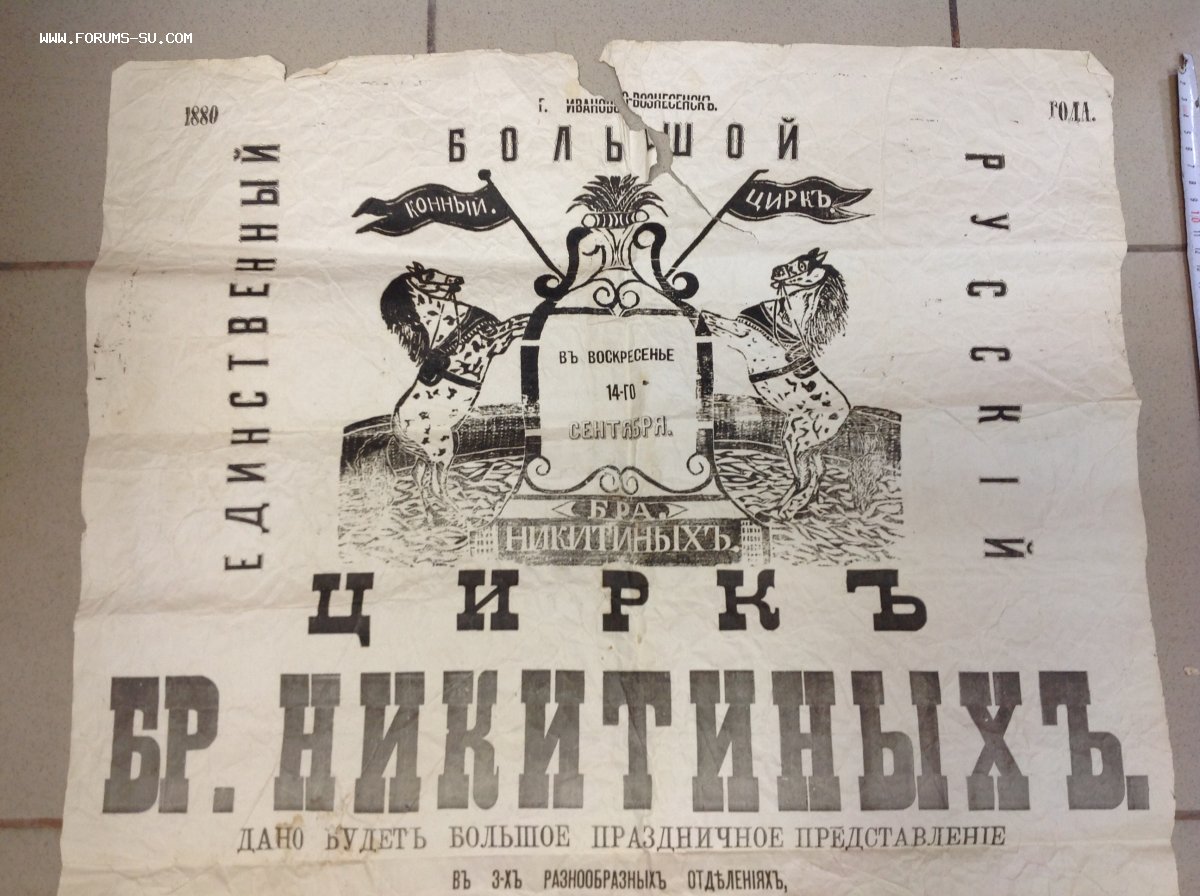 WWW.FORUMS-SU.COM
1880
Г. ИВАНОВО-ВОЗНЕСЕНСКЪ.
ГОДА.
БОЛЬШОЙ
ЕДИНСТВЕННЫЙ
РУССКІЙ
КОННЫЙ.
ЦИРКЪ
ВЪ ВОСКРЕСЕНЬЕ
14-ГО
СЕНТЯБРЯ.
БРА.
НИКИТИНЫХЪ.
ЦИРКЪ
БР. НИКИТИНЫХЪ.
ДАНО БУДЕТЪ БОЛЬШОЕ ПРАЗДНИЧНОЕ ПРЕДСТАВЛЕНІЕ
ВЪ 3-ХЪ РАЗНООБРАЗНЫХЪ ОТДѢЛЕНІЯХЪ,